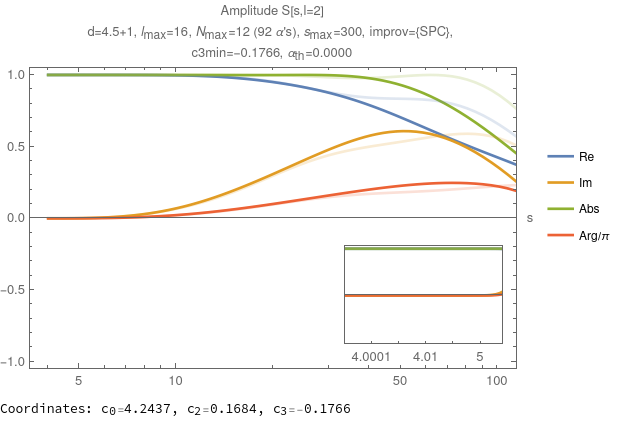 Amplitude S[s,l=2]
d=4.5+1, lmax=16, Nmax=12 (92 α's), smax=300, improv={SPC},
c3min=-0.1766, αth=0.0000
1.0
0.5
0.0
-0.5
-1.0
s
Re
Im
Abs
Arg/π
4.0001 4.01 5
5 10 50 100
Coordinates: c0=4.2437, c2=0.1684, c3=-0.1766